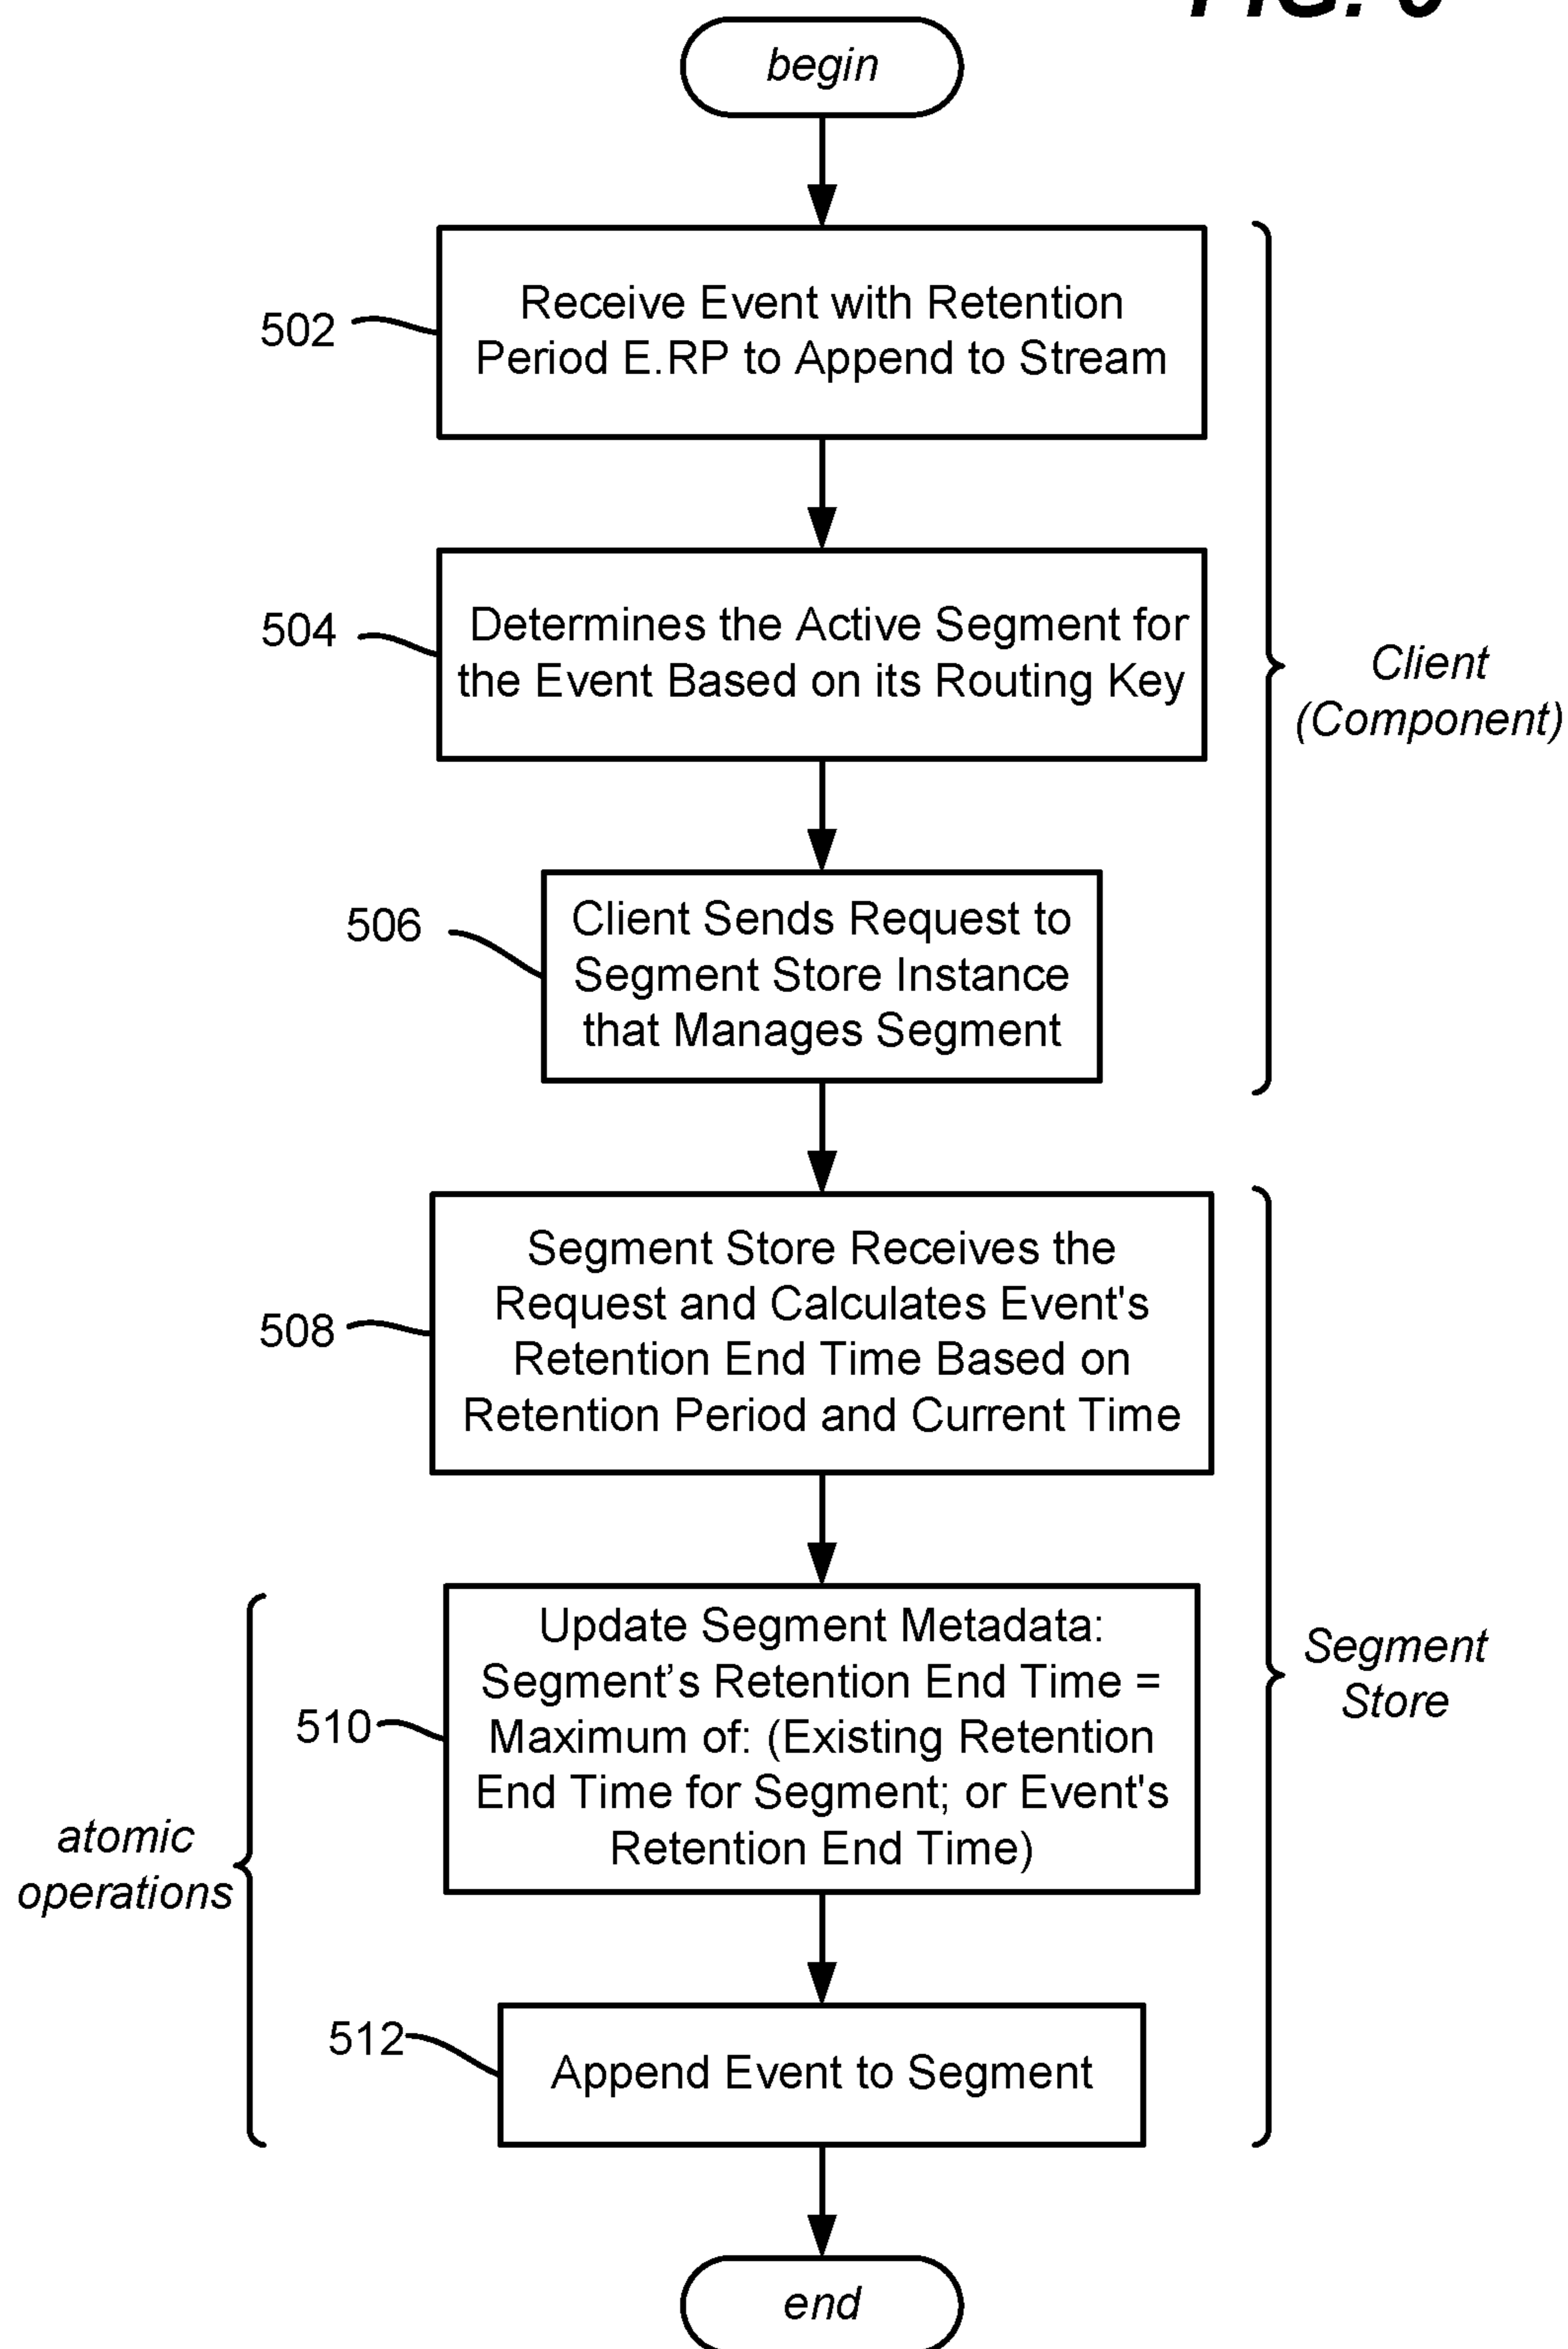 begin
502
Receive Event with Retention
Period E.RP to Append to Stream
504
Determines the Active Segment for
the Event Based on its Routing Key
Client
(Component)
506
Client Sends Request to
Segment Store Instance
that Manages Segment
508
Segment Store Receives the
Request and Calculates Event's
Retention End Time Based on
Retention Period and Current Time
Segment
Store
atomic
operations
510
Update Segment Metadata:
Segment’s Retention End Time =
Maximum of: (Existing Retention
End Time for Segment; or Event's
Retention End Time)
512
Append Event to Segment
end